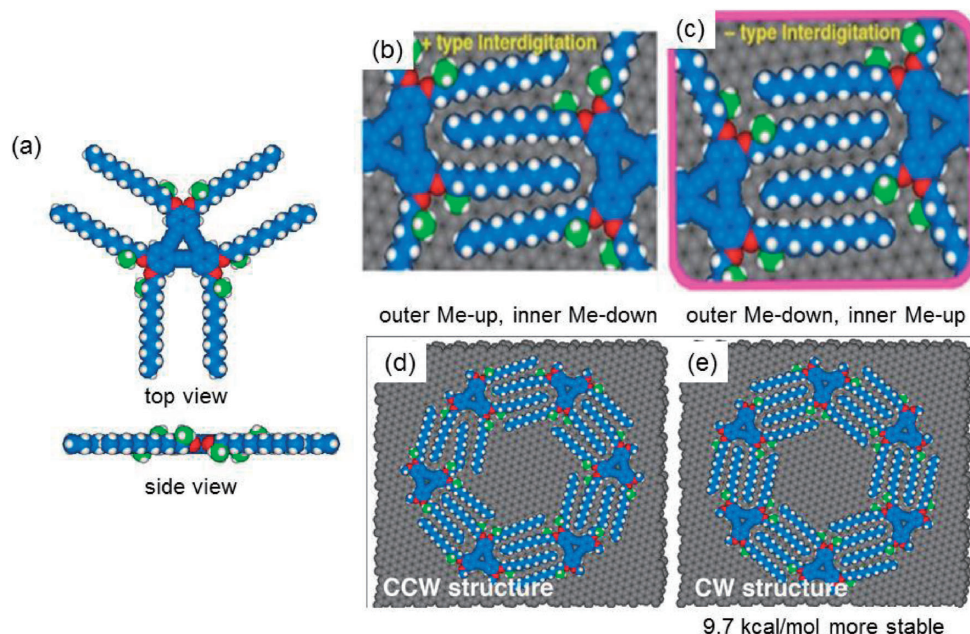 (a)
top view
side view
(b)
+ type Interdigitation
(c)
– type Interdigitation
outer Me-up, inner Me-down
outer Me-down, inner Me-up
(d)
CCW structure
(e)
CW structure
9.7 kcal/mol more stable